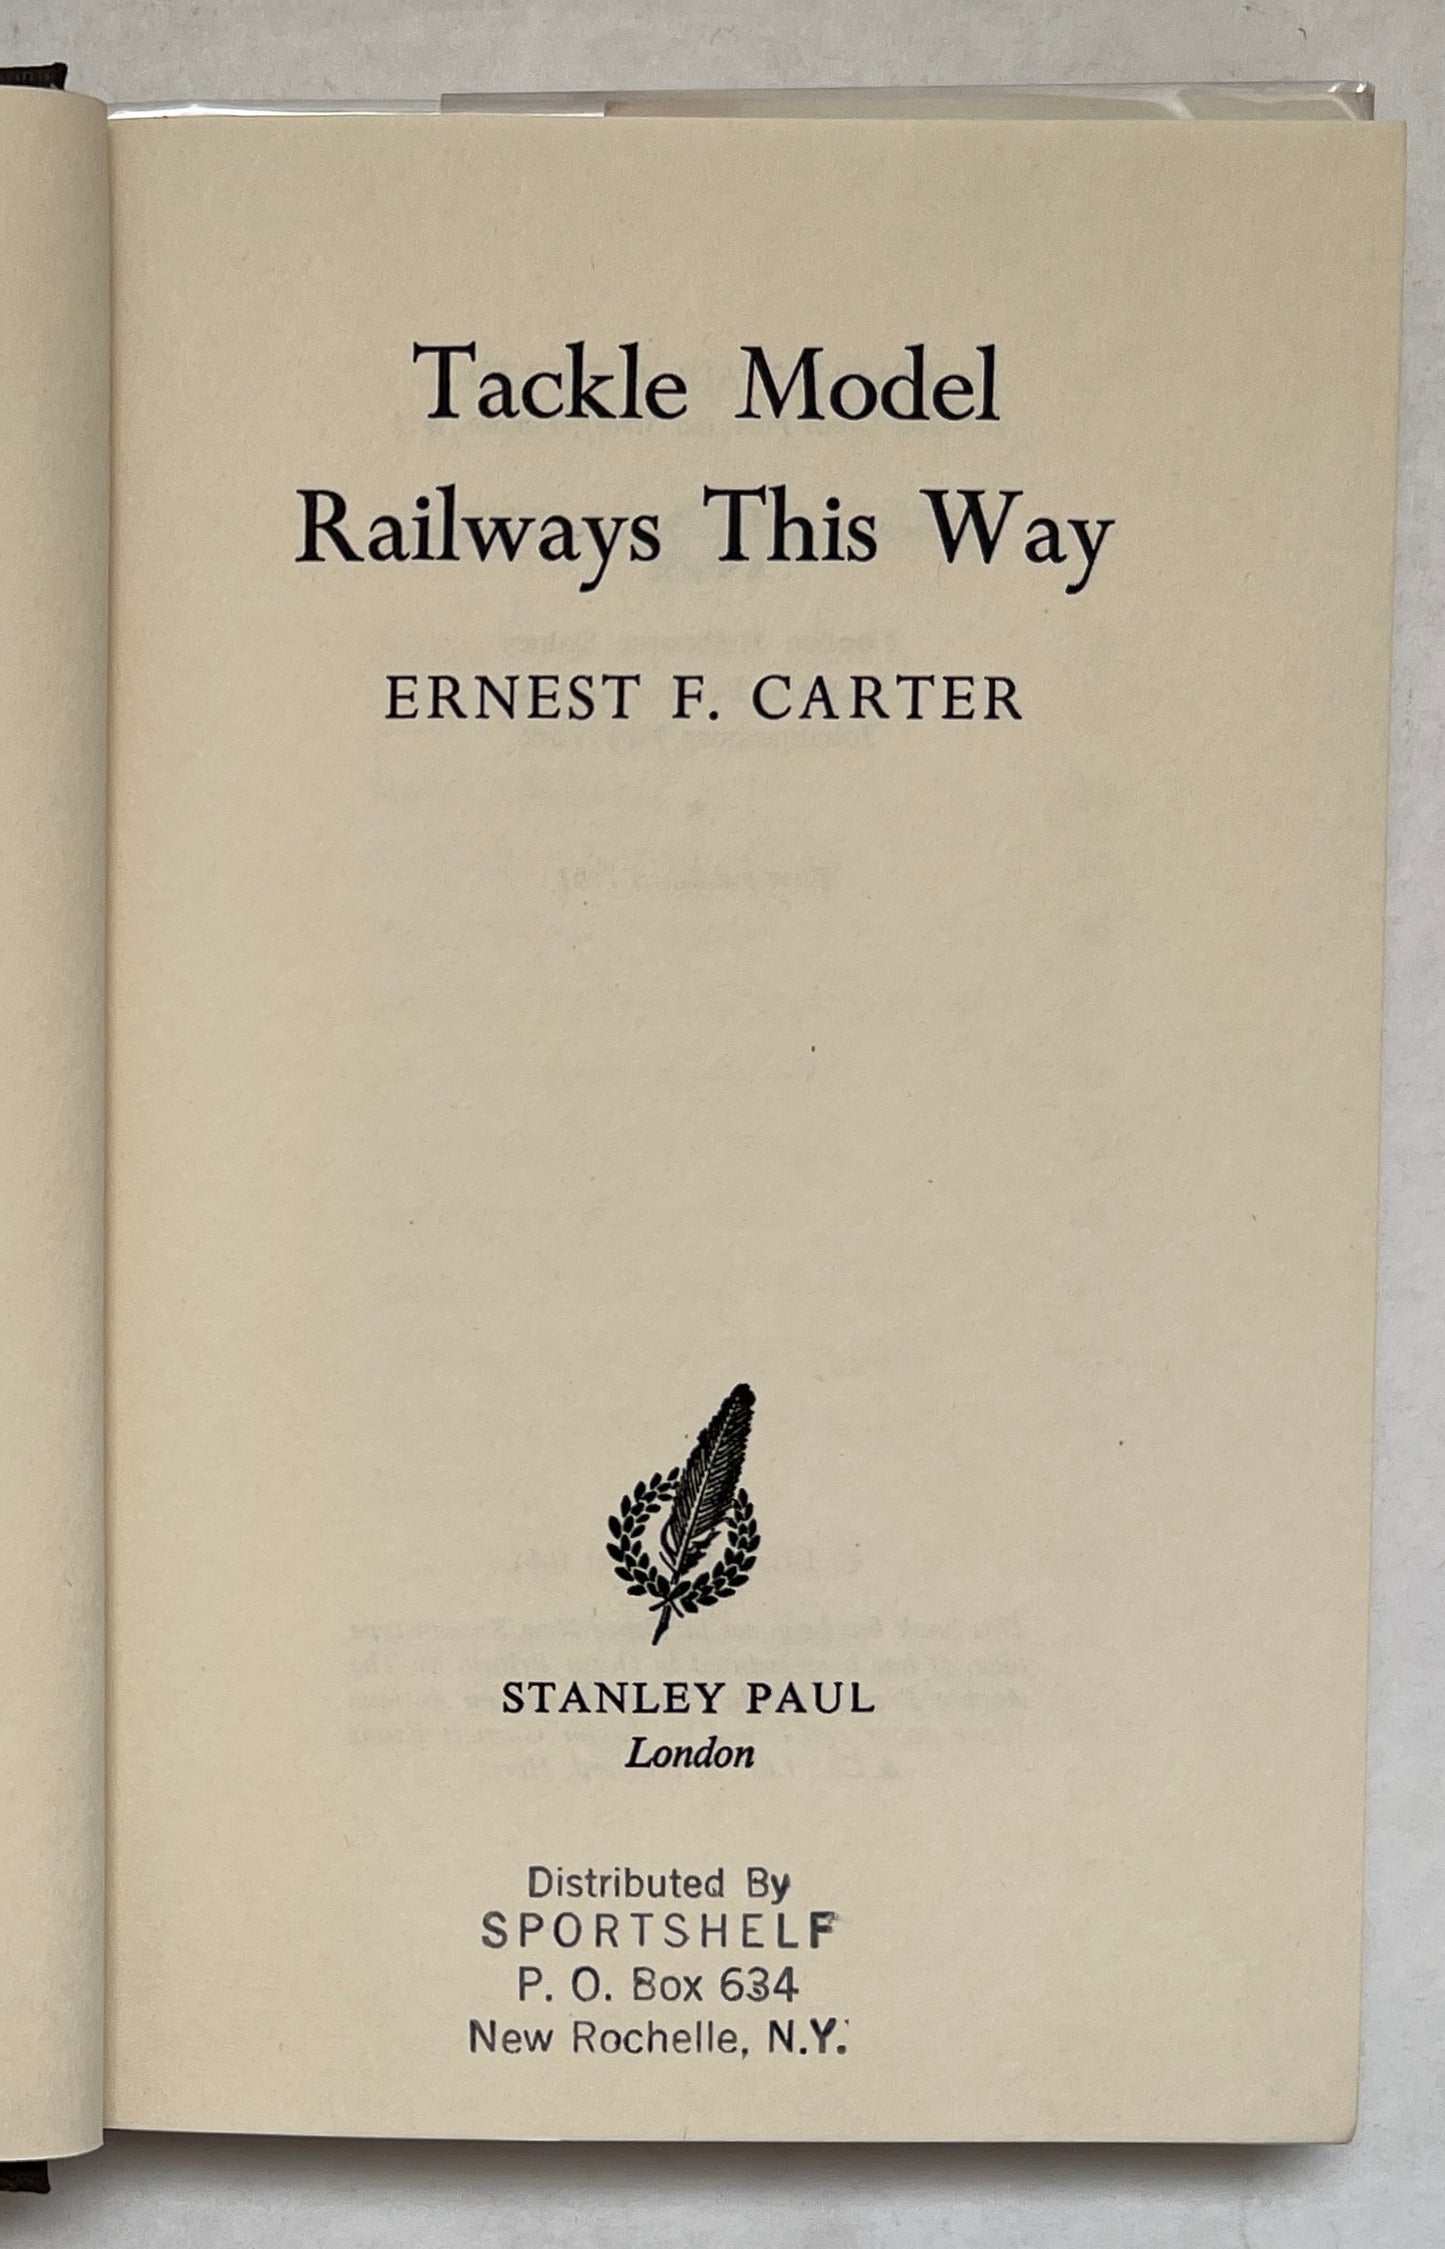 Tackle Model
Railways This Way
ERNEST F. CARTER
STANLEY PAUL
London
Distributed By
SPORTSHELF
P. O. Box 634
New Rochelle, N.Y.